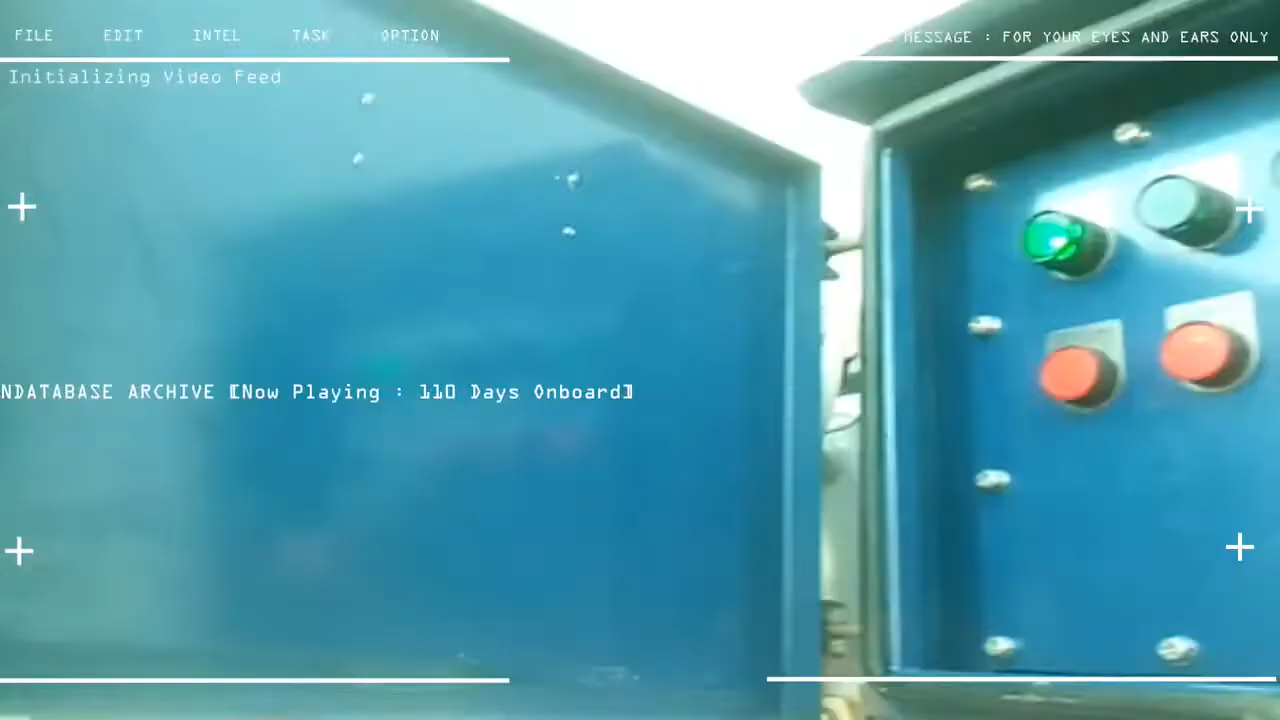 FILE EDIT INTEL TASK OPTION
MESSAGE : FOR YOUR EYES AND EARS ONLY
Initializing Video Feed
NDATABASE ARCHIVE [Now Playing : 110 Days Onboard]